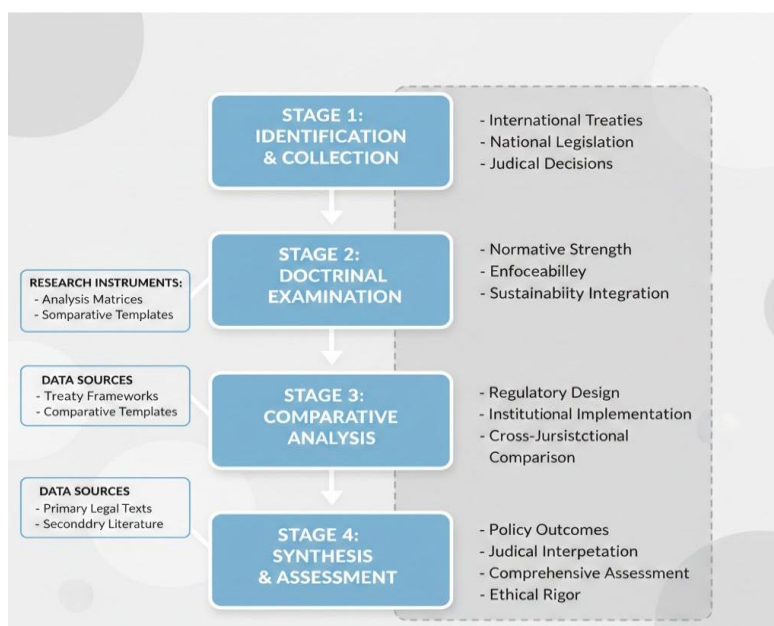 STAGE 1:
IDENTIFICATION
& COLLECTION
- International Treaties
- National Legislation
- Judical Decisions
STAGE 2:
DOCTRINAL
EXAMINATION
- Normative Strength
- Enfoceabilley
- Sustainabiity Integration
RESEARCH INSTRUMENTS:
- Analysis Matrices
- Somparative Templates
STAGE 3:
COMPARATIVE
ANALYSIS
- Regulatory Design
- Institutional Implementation
- Cross-Jursistctional
Comparison
DATA SOURCES
- Treaty Frameworks
- Comparative Templates
STAGE 4:
SYNTHESIS
& ASSESSMENT
- Policy Outcomes
- Judical Interpetation
- Comprehensive Assessment
- Ethical Rigor
DATA SOURCES
- Primary Legal Texts
- Seconddry Literature